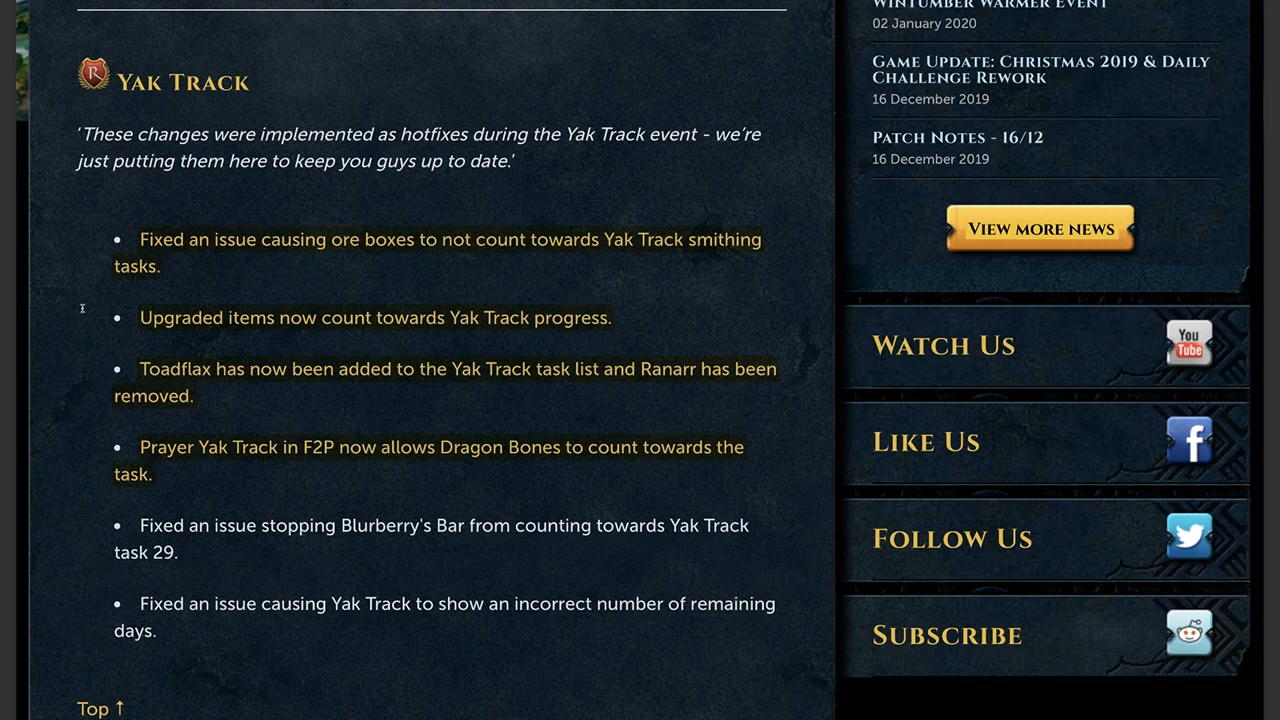 Yak Track
'These changes were implemented as hotfixes during the Yak Track event - we're
just putting them here to keep you guys up to date.'
• Fixed an issue causing ore boxes to not count towards Yak Track smithing
tasks.
• Upgraded items now count towards Yak Track progress.
• Toadflax has now been added to the Yak Track task list and Ranarr has been
removed.
• Prayer Yak Track in F2P now allows Dragon Bones to count towards the
task.
• Fixed an issue stopping Blurberry's Bar from counting towards Yak Track
task 29.
• Fixed an issue causing Yak Track to show an incorrect number of remaining
days.
Top ↑
Wintumber Warmer Event
02 January 2020
Game Update: Christmas 2019 & Daily
Challenge Rework
16 December 2019
Patch Notes - 16/12
16 December 2019
View more news
Watch Us
You
Tube
Like Us
f
Follow Us
Subscribe